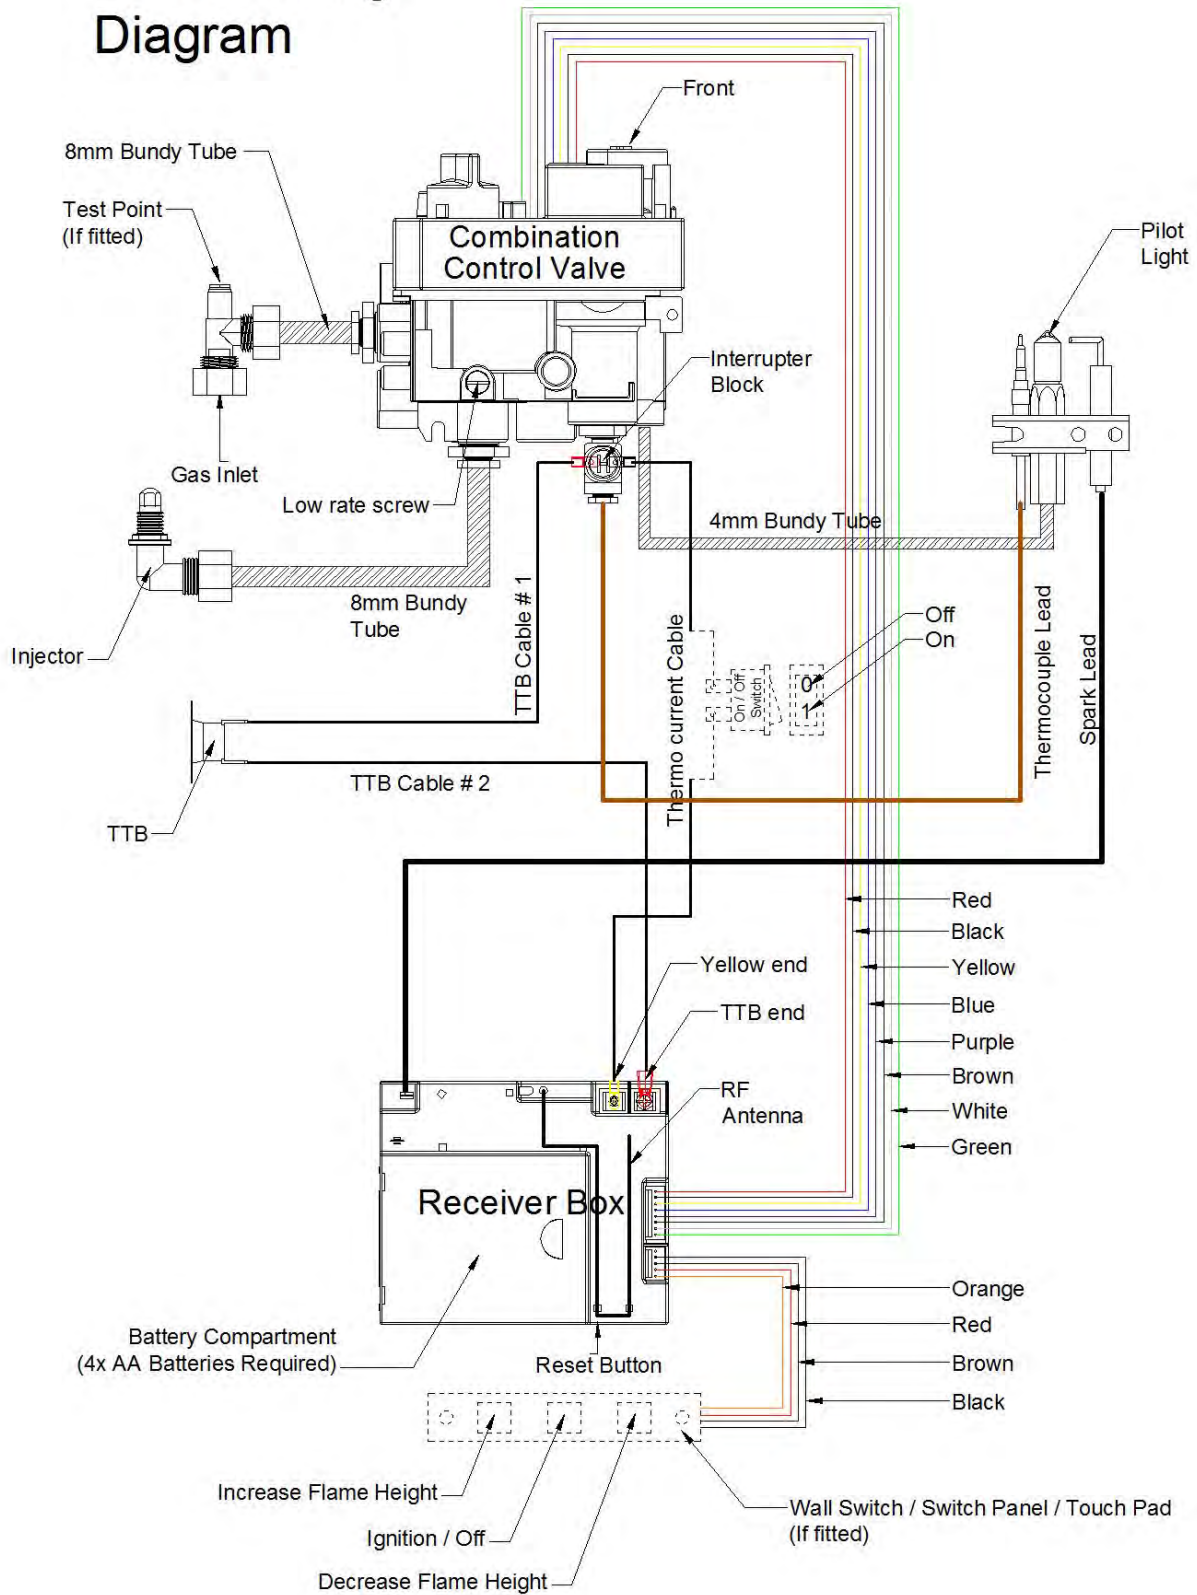 Diagram
Front
8mm Bundy Tube
Test Point
(If fitted)
Combination
Control Valve
Pilot
Light
Interrupter
Block
Gas Inlet
Low rate screw
4mm Bundy Tube
8mm Bundy
Tube
Injector
TTB Cable # 1
Thermo current Cable
Off
On
On / Off
Switch
0
1
Thermocouple Lead
Spark Lead
TTB Cable # 2
TTB
Red
Black
Yellow
Blue
Purple
Brown
White
Green
Yellow end
TTB end
RF
Antenna
Receiver Box
Orange
Red
Brown
Black
Battery Compartment
(4x AA Batteries Required)
Reset Button
Increase Flame Height
Ignition / Off
Decrease Flame Height
Wall Switch / Switch Panel / Touch Pad
(If fitted)